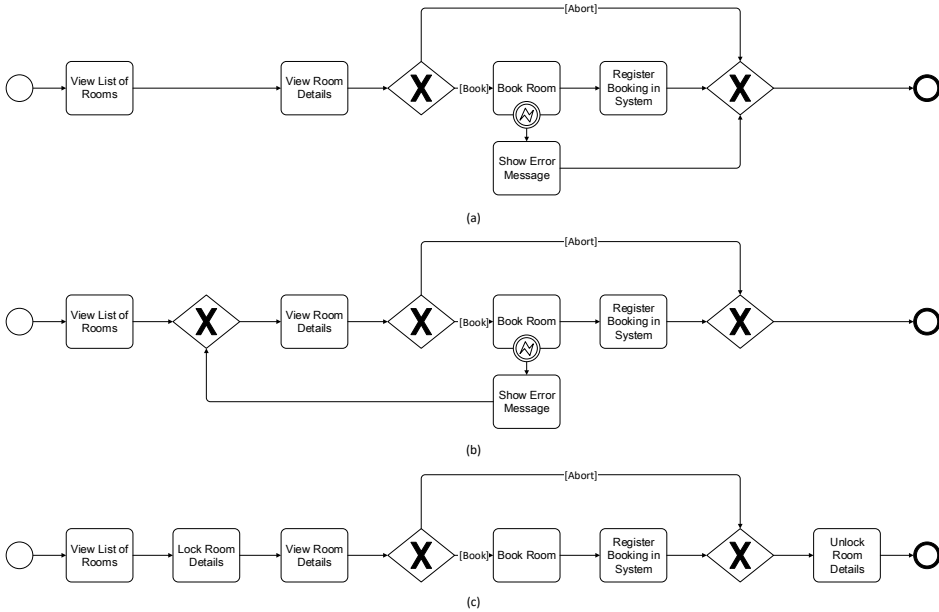 [Abort]
View List of
Rooms
View Room
Details
X
[Book]
Book Room
Register
Booking in
System
X
Show Error
Message
(a)
[Abort]
View List of
Rooms
X
View Room
Details
X
[Book]
Book Room
Register
Booking in
System
X
Show Error
Message
(b)
[Abort]
View List of
Rooms
Lock Room
Details
View Room
Details
X
[Book]
Book Room
Register
Booking in
System
X
Unlock
Room
Details
(c)